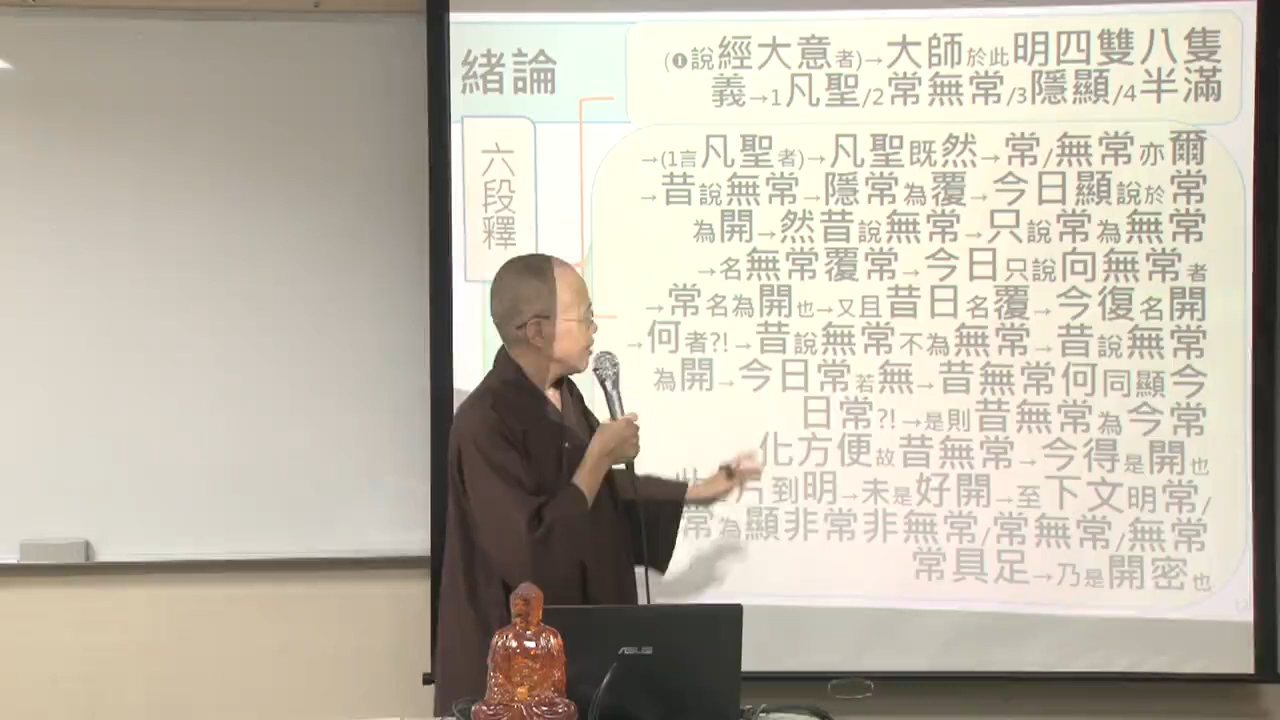 緒論
(❶說經大意者)→大師於此明四雙八隻
義→1凡聖/2常無常/3隱顯/4半滿
六段釋
→(1言凡聖者)→凡聖既然→常/無常亦爾
→昔說無常→隱常為覆→今日顯說於常
為開→然昔說無常→只說常為無常
→名無常覆常→今日只說向無常者
→常名為開也→又且昔日名覆→今復名開
→何者?!→昔說無常不為無常→昔說無常
為開→今日常若無→昔無常何同顯今
日常?!→是則昔無常為今常
化方便故昔無常→今得是開也
片到明→未是好開→至下文明常/
常為顯非常非無常/常無常/無常
常具足→乃是開密也
ASUS